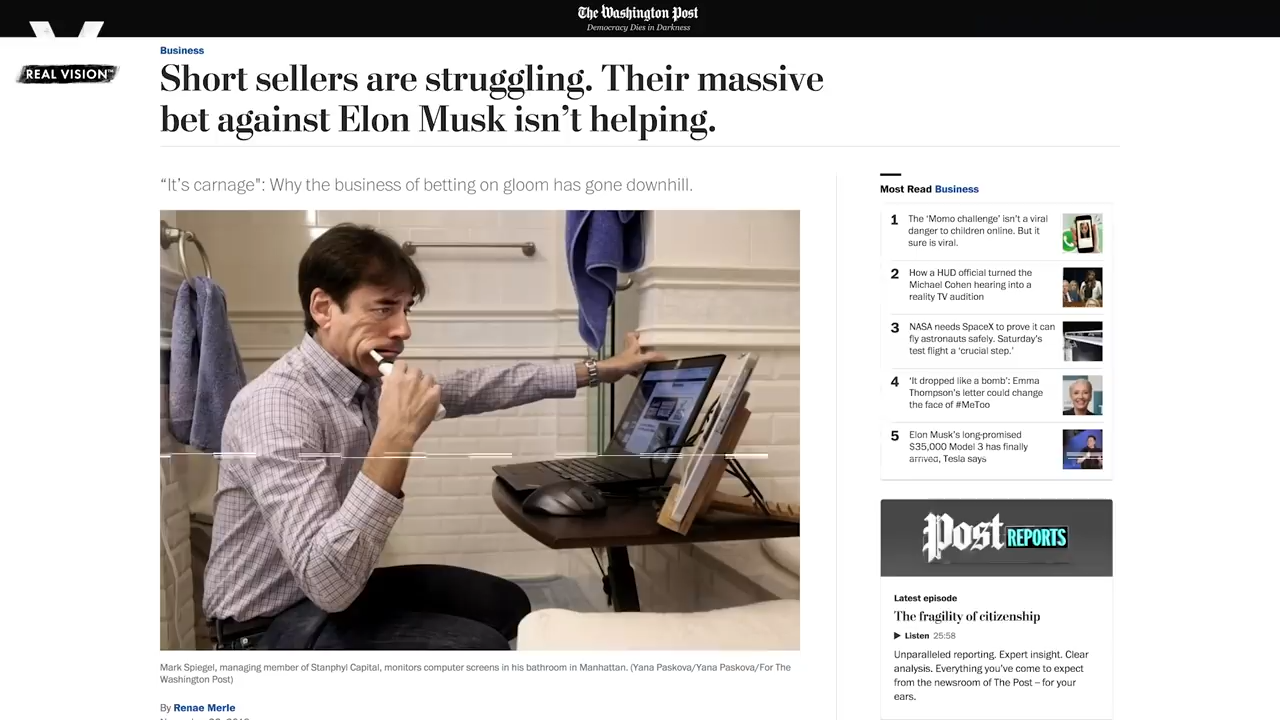 The Washington Post
Democracy Dies in Darkness
REAL VISION™
Business
Short sellers are struggling. Their massive
bet against Elon Musk isn't helping.
“It's carnage": Why the business of betting on gloom has gone downhill.
Mark Spiegel, managing member of Stanphyl Capital, monitors computer screens in his bathroom in Manhattan. (Yana Paskova/Yana Paskova/For The
Washington Post)
By Renae Merle
Most Read Business
1
The ‘Momo challenge’ isn’t a viral
danger to children online. But it
sure is viral.
2
How a HUD official turned the
Michael Cohen hearing into a
reality TV audition
3
NASA needs SpaceX to prove it can
fly astronauts safely. Saturday’s
test flight a ‘crucial step.’
4
‘It dropped like a bomb’: Emma
Thompson’s letter could change
the face of #MeToo
5
Elon Musk’s long-promised
$35,000 Model 3 has finally
arrived, Tesla says
Post REPORTS
Latest episode
The fragility of citizenship
Listen 25:58
Unparalleled reporting. Expert insight. Clear
analysis. Everything you’ve come to expect
from the newsroom of The Post – for your
ears.